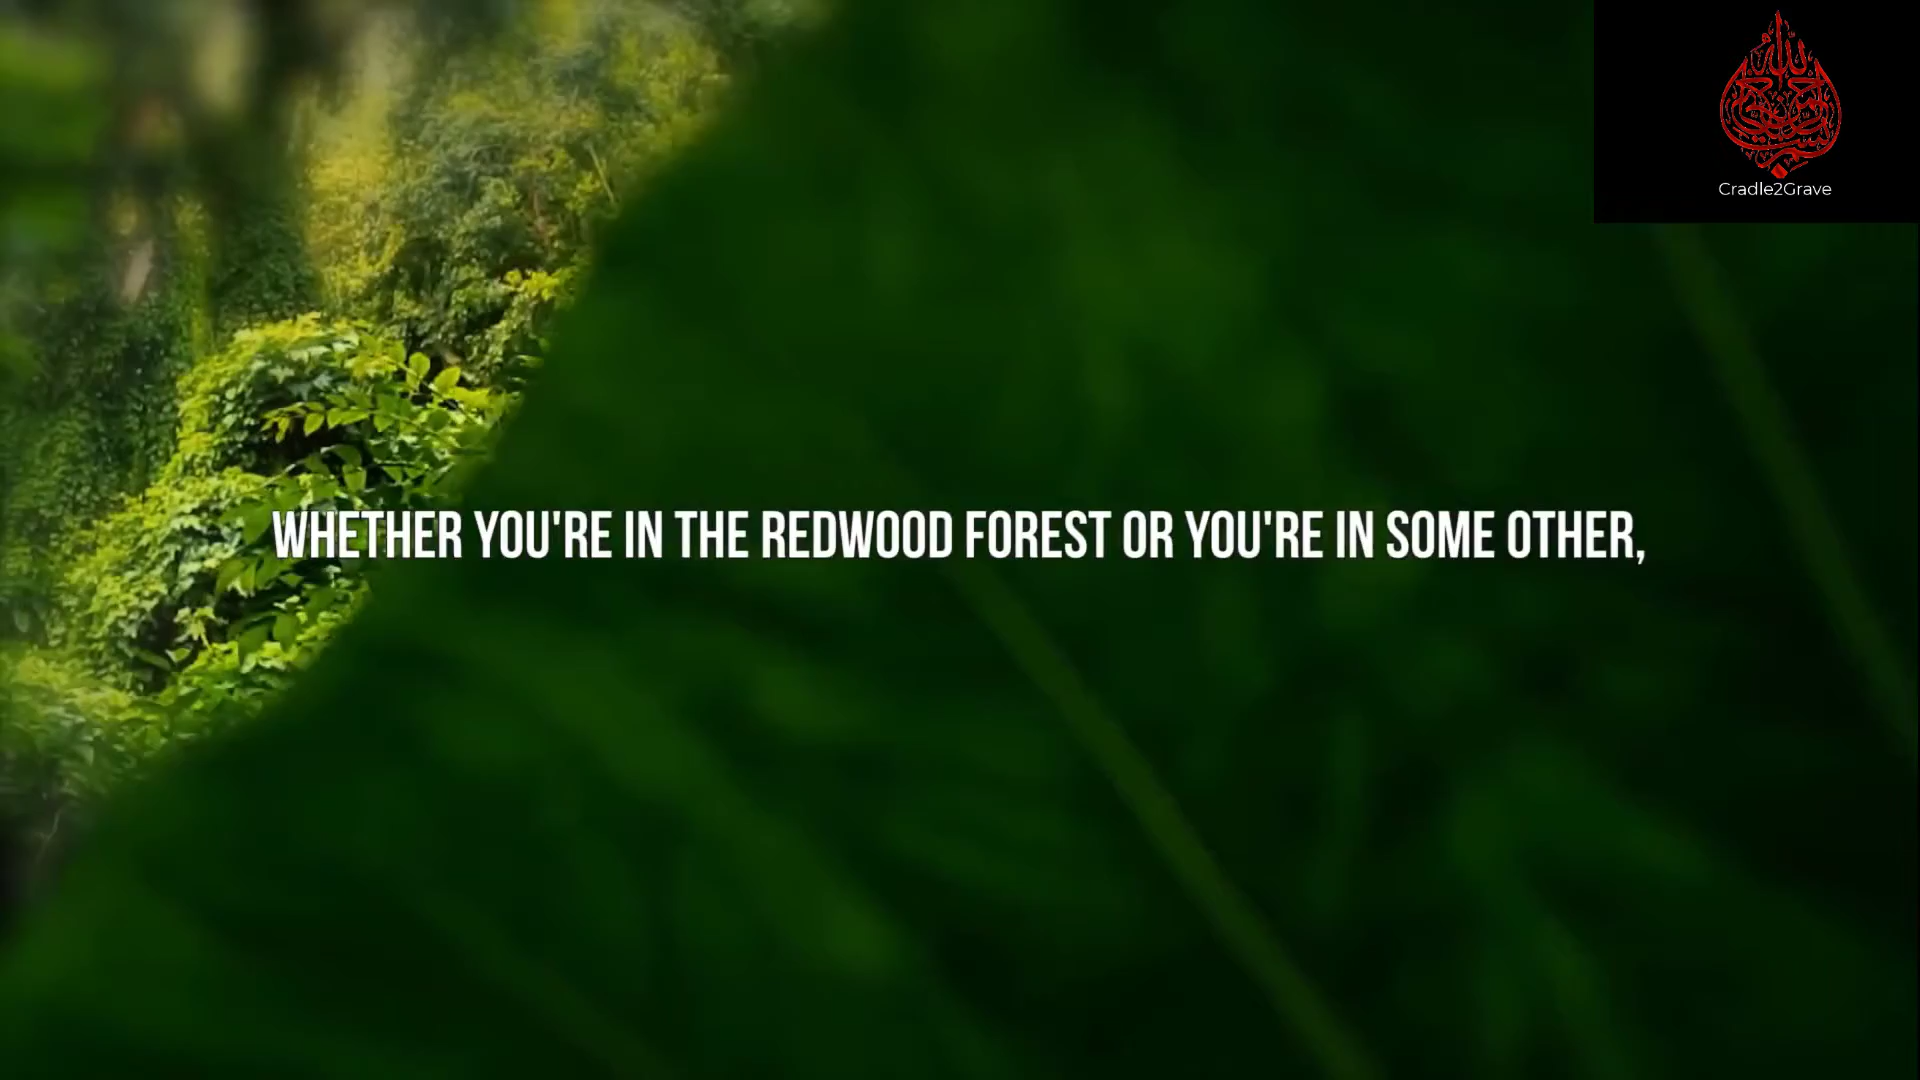 Cradle2Grave
WHETHER YOU'RE IN THE REDWOOD FOREST OR YOU'RE IN SOME OTHER,